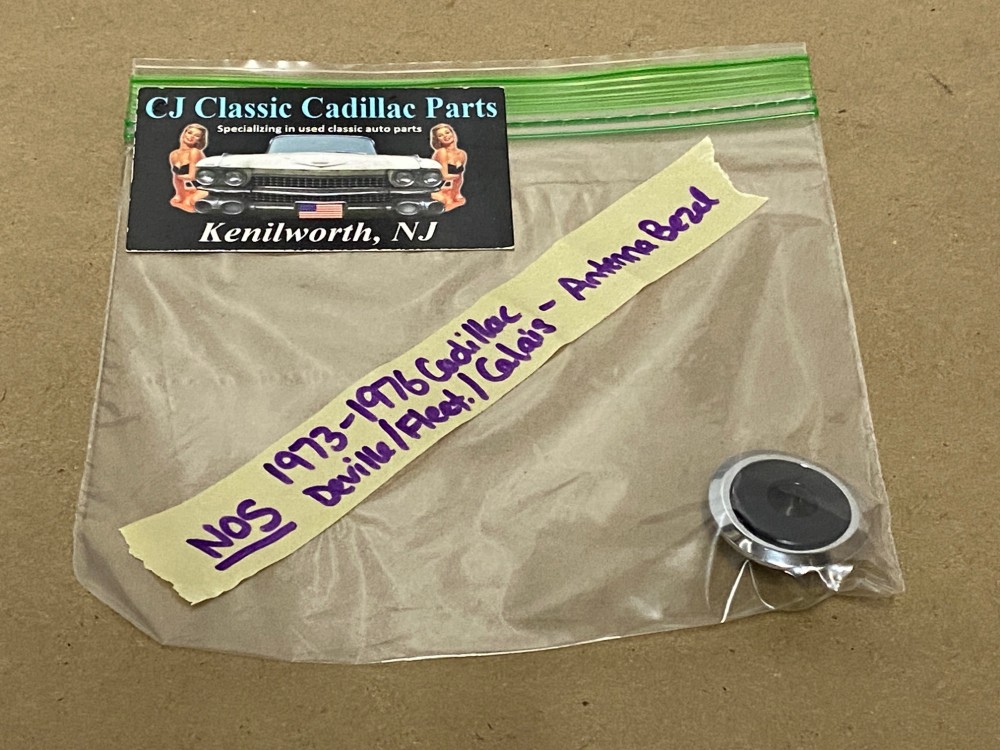 CJ Classic Cadillac Parts
Specializing in used classic auto parts
Kenilworth, NJ
NOS 1973-1976 Cadillac
Deville/Fleet./Calais - Antenna Bezel